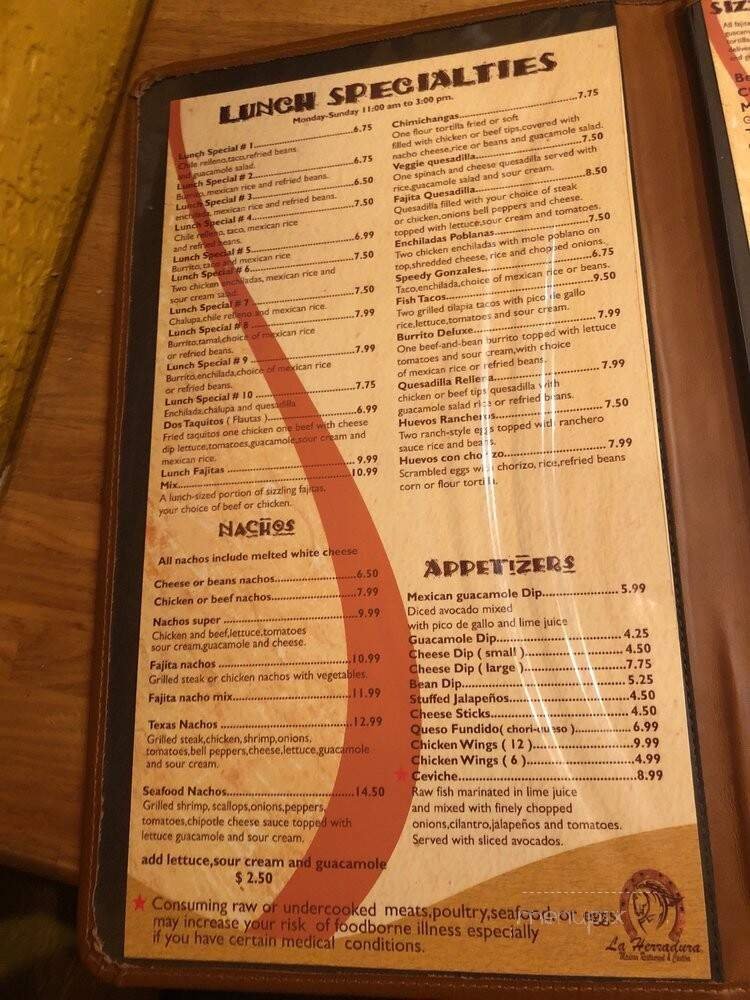 LUNCH SPECIALTIES
Monday-Sunday 11:00 am to 3:00 pm.
Lunch Special # 1...6.75
Chile relleno,taco,refried beans
and guacamole salad.
Lunch Special # 2...6.75
Burrito, mexican rice and refried beans.
Lunch Special # 3...6.50
enchilada, mexican rice and refried beans.
Lunch Special # 4...7.50
Chile relleno, taco, mexican rice
and refried beans.
Lunch Special # 5...6.99
Burrito, taco and mexican rice
Lunch Special # 6...7.50
Two chicken enchiladas, mexican rice and
sour cream salad.
Lunch Special # 7...7.50
Chalupa,chile relleno and mexican rice.
Lunch Special # 8...7.99
Burrito,tamal,choice of mexican rice
or refried beans.
Lunch Special # 9...7.99
Burrito,enchilada,choice of mexican rice
or refried beans.
Lunch Special # 10...7.75
Enchilada,chalupa and quesadilla
Dos Taquitos ( Flautas )...6.99
Fried taquitos one chicken one beef with cheese
dip lettuce,tomatoes,guacamole,sour cream and
mexican rice.
Lunch Fajitas...9.99
Mix...10.99
A lunch-sized portion of sizzling fajitas,
your choice of beef or chicken.
NACHOS
All nachos include melted white cheese
Cheese or beans nachos...6.50
Chicken or beef nachos...7.99
Nachos super...9.99
Chicken and beef,lettuce,tomatoes
sour cream,guacamole and cheese.
Fajita nachos...10.99
Grilled steak or chicken nachos with vegetables.
Fajita nacho mix...11.99
Texas Nachos...12.99
Grilled steak,chicken,shrimp,onions,
tomatoes,bell peppers,cheese,lettuce,guacamole
and sour cream.
Seafood Nachos...14.50
Grilled shrimp, scallops,onions,peppers,
tomatoes,chipotle cheese sauce topped with
lettuce guacamole and sour cream.
add lettuce,sour cream and guacamole
$ 2.50
Chimichangas...7.75
One flour tortilla fried or soft
filled with chicken or beef tips,covered with
nacho cheese,rice or beans and guacamole salad.
Veggie quesadilla...7.50
One spinach and cheese quesadilla served with
rice,guacamole salad and sour cream.
Fajita Quesadilla...8.50
Quesadilla filled with your choice of steak
or chicken,onions bell peppers and cheese.
topped with lettuce,sour cream and tomatoes.
Enchiladas Poblanas...7.50
Two chicken enchiladas with mole poblano on
top,shredded cheese, rice and chopped onions.
Speedy Gonzales...6.75
Taco,enchilada,choice of mexican rice or beans.
Fish Tacos...9.50
Two grilled tilapia tacos with pico de gallo
rice,lettuce,tomatoes and sour cream.
Burrito Deluxe...7.99
One beef-and-bean burrito topped with lettuce
tomatoes and sour cream,with choice
of mexican rice or refried beans.
Quesadilla Rellena...7.99
chicken or beef tips quesadilla with
guacamole salad rice or refried beans.
Huevos Rancheros...7.50
Two ranch-style eggs topped with ranchero
sauce rice and beans.
Huevos con chorizo...7.99
Scrambled eggs with chorizo, rice,refried beans
corn or flour tortilla.
APPETIZERS
Mexican guacamole Dip...5.99
Diced avocado mixed
with pico de gallo and lime juice
Guacamole Dip...4.25
Cheese Dip ( small )...4.50
Cheese Dip ( large )...7.75
Bean Dip...5.25
Stuffed Jalapeños...4.50
Cheese Sticks...4.50
Queso Fundido( chori-queso )...6.99
Chicken Wings ( 12 )...9.99
Chicken Wings ( 6 )...4.99
Ceviche...8.99
Raw fish marinated in lime juice
and mixed with finely chopped
onions,cilantro,jalapeños and tomatoes.
Served with sliced avocados.
Consuming raw or undercooked meats,poultry,seafood, or eggs
may increase your risk of foodborne illness especially
if you have certain medical conditions.
menupix
La Herradura
Mexican Restaurant & Cantina
SIZ
All fajita